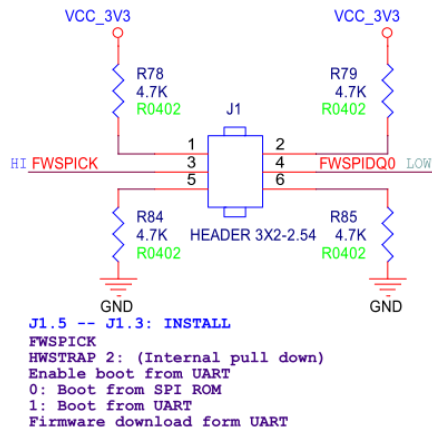 VCC_3V3 VCC_3V3
R78 R79
4.7K J1 4.7K
R0402 R0402
1 2
HI FWSPICK 3 4 FWSPIDQ0 LOW
5 6
R84 R85
4.7K HEADER 3X2-2.54 4.7K
R0402 R0402
GND GND
J1.5 -- J1.3: INSTALL
FWSPICK
HWSTRAP 2: (Internal pull down)
Enable boot from UART
0: Boot from SPI ROM
1: Boot from UART
Firmware download form UART